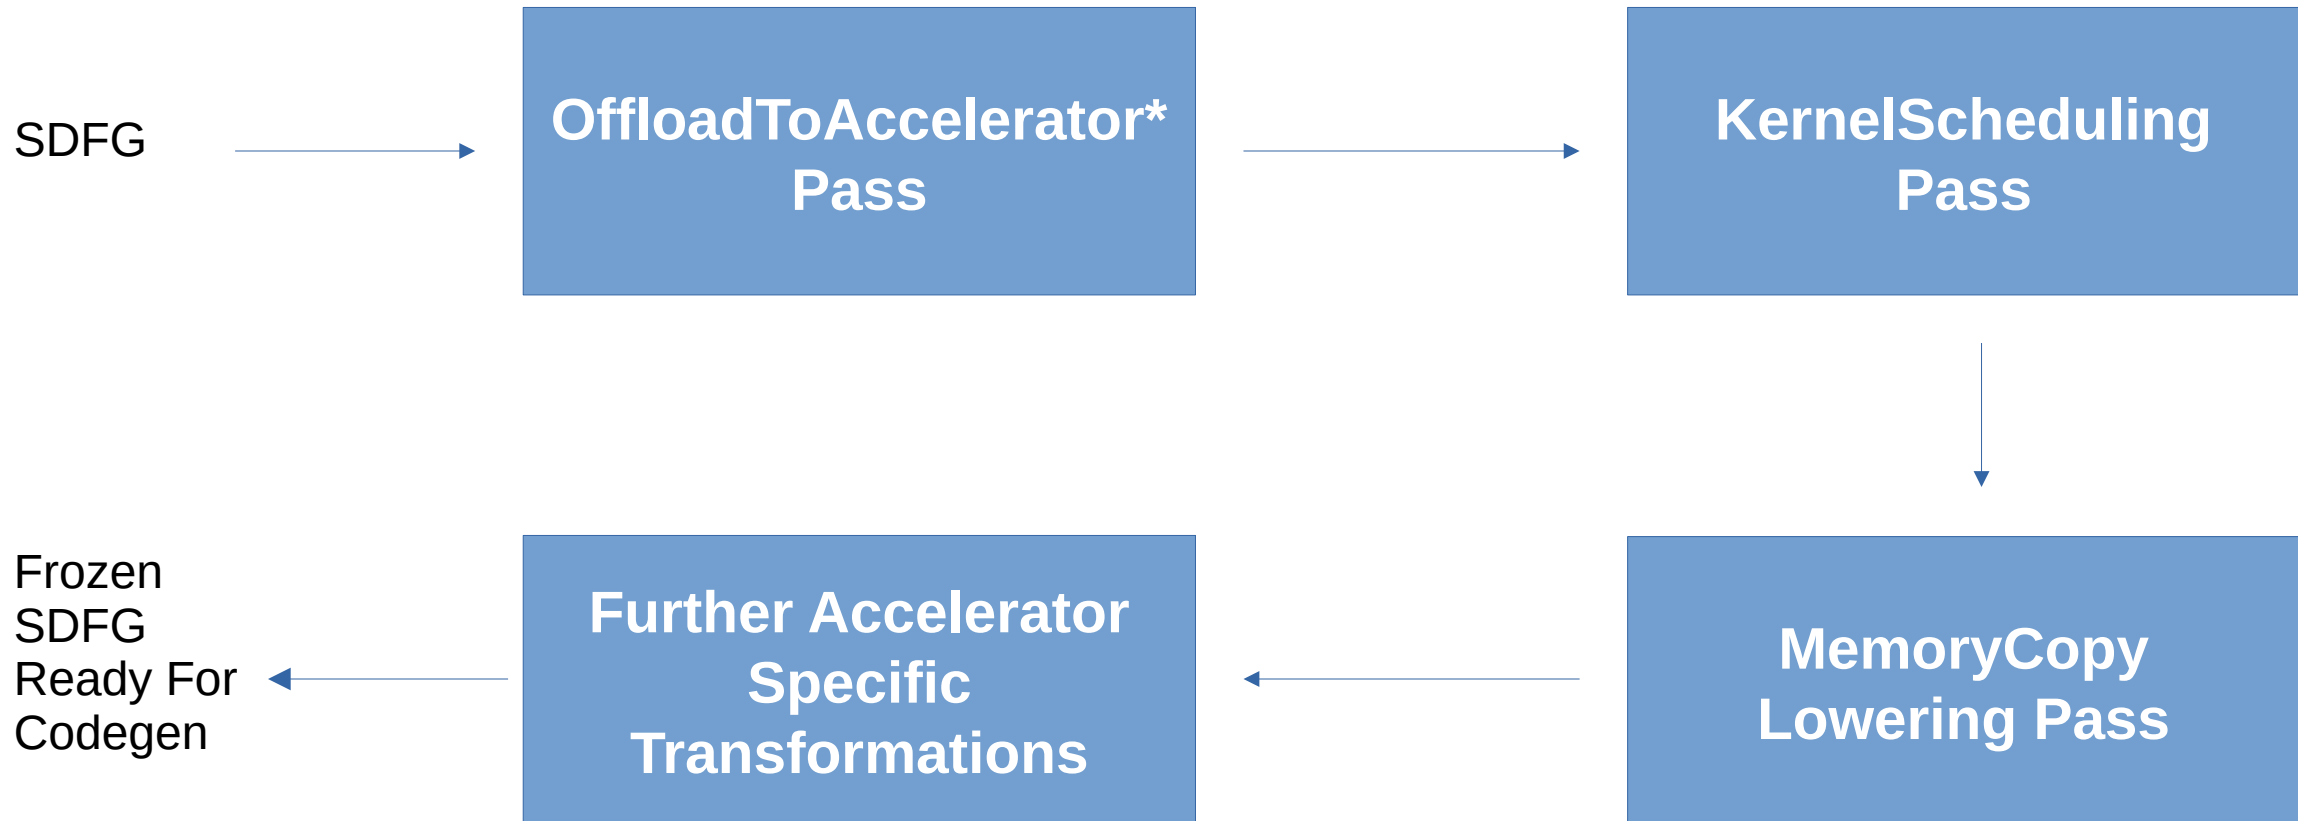 SDFG
OffloadToAccelerator*
Pass
KernelScheduling
Pass
MemoryCopy
Lowering Pass
Further Accelerator
Specific
Transformations
Frozen
SDFG
Ready For
Codegen